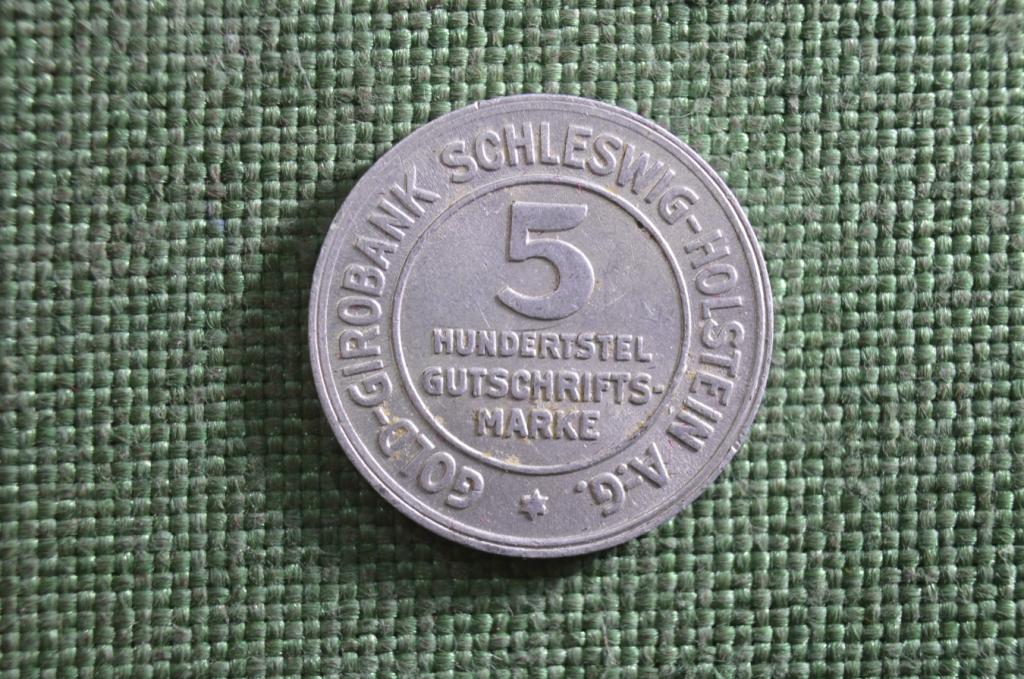 GOLD-GIROBANK SCHLESWIG-HOLSTEIN A.-G.
5
HUNDERTSTEL
GUTSCHRIFTS-
MARKE